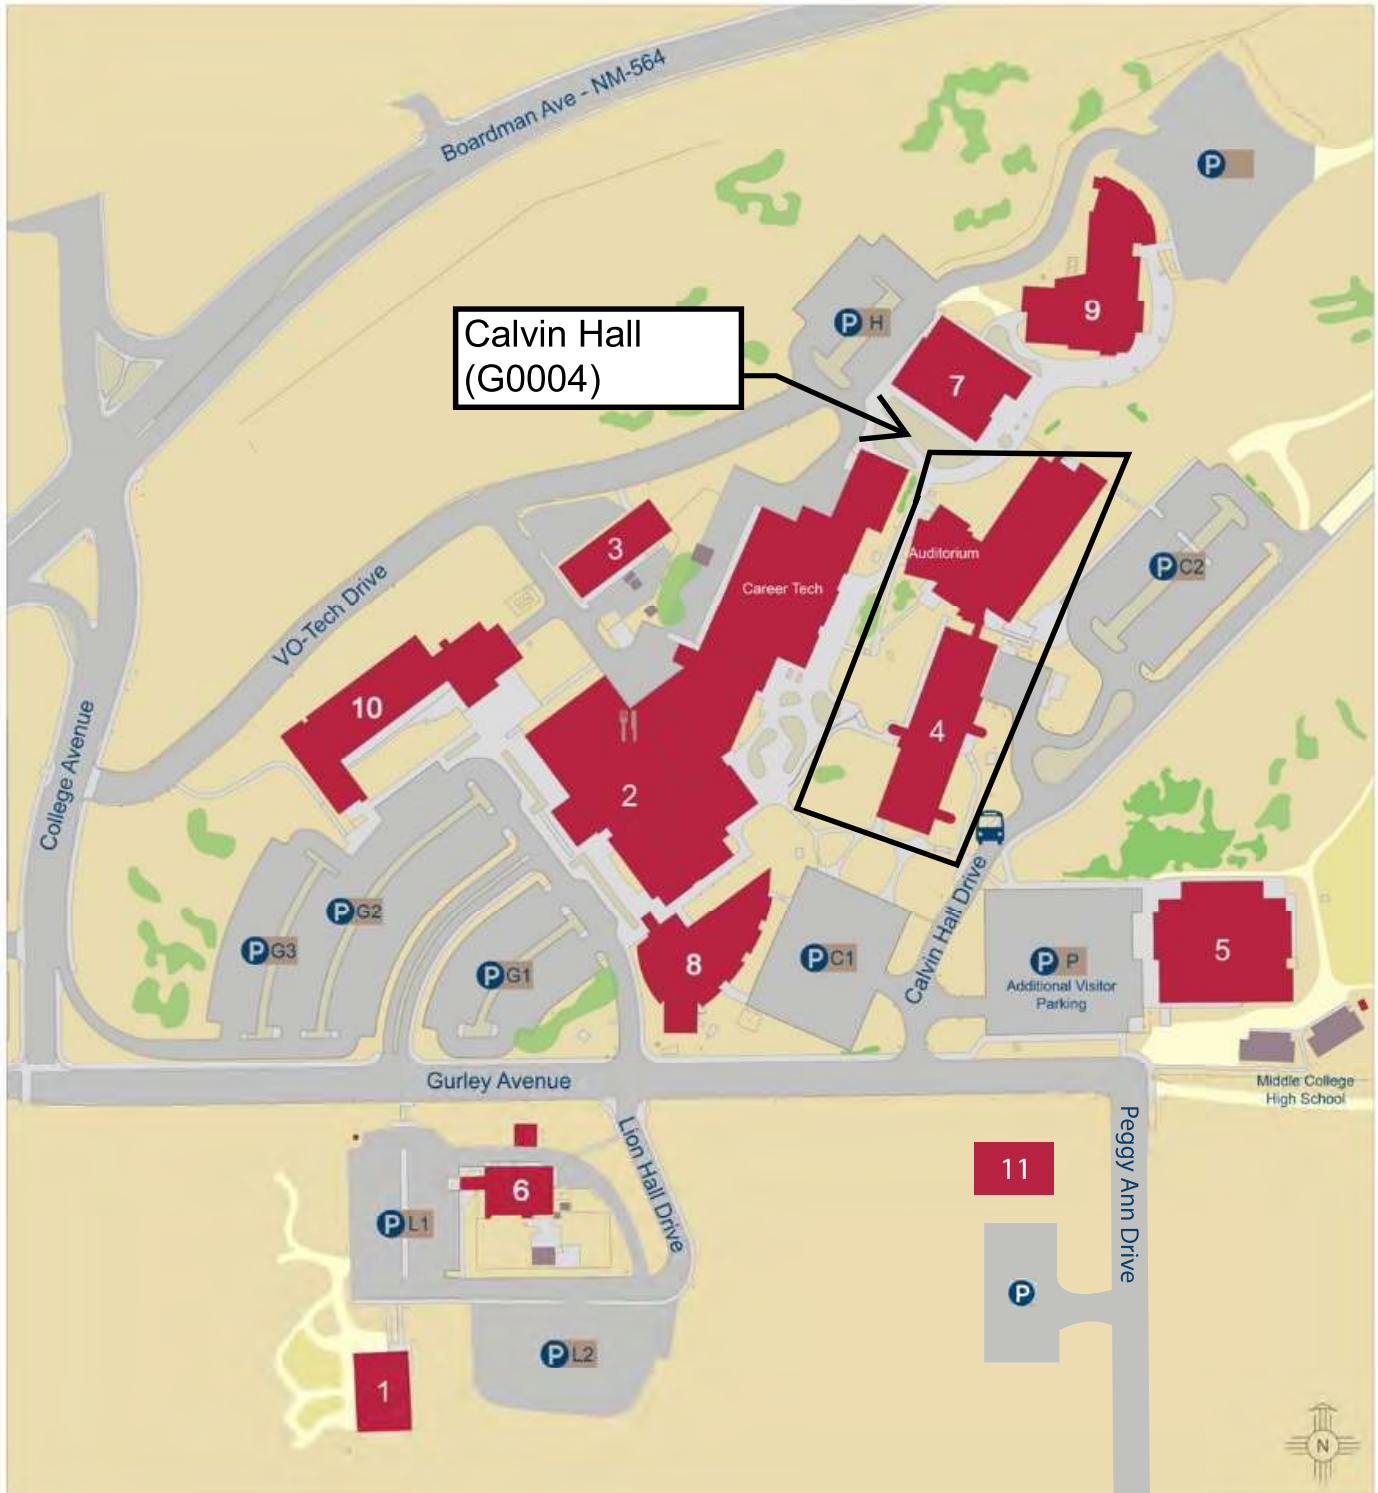 Boardman Ave - NM-564
P
9
P H
Calvin Hall
(G0004)
7
3
Auditorium
P C2
Career Tech
VO-Tech Drive
10
4
College Avenue
2
P G2
P G3
P G1
8
P C1
Calvin Hall Drive
P P
Additional Visitor
Parking
5
Gurley Avenue
Middle College
High School
Lion Hall Drive
Peggy Ann Drive
11
6
P L1
P
P L2
1
N